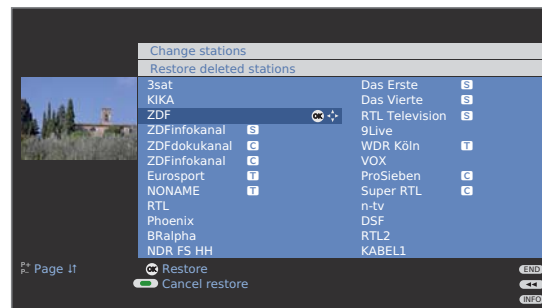 Change stations
Restore deleted stations
3sat Das Erste S
KIKA Das Vierte S
ZDF OK RTL Television S
ZDFinfokanal S 9Live
ZDFdokukanal C WDR Köln T
ZDFinfokanal C VOX
Eurosport T ProSieben C
NONAME T Super RTL C
RTL n-tv
Phoenix DSF
BRalpha RTL2
NDR FS HH KABEL1
P+
P- Page OK Restore END
Cancel restore
INFO